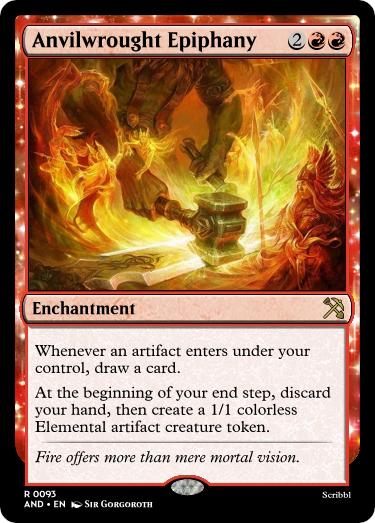 Anvilwrought Epiphany 2
Enchantment
Whenever an artifact enters under your
control, draw a card.
At the beginning of your end step, discard
your hand, then create a 1/1 colorless
Elemental artifact creature token.
Fire offers more than mere mortal vision.
R 0093
AND • EN Sir Gorgoroth
Scribbl